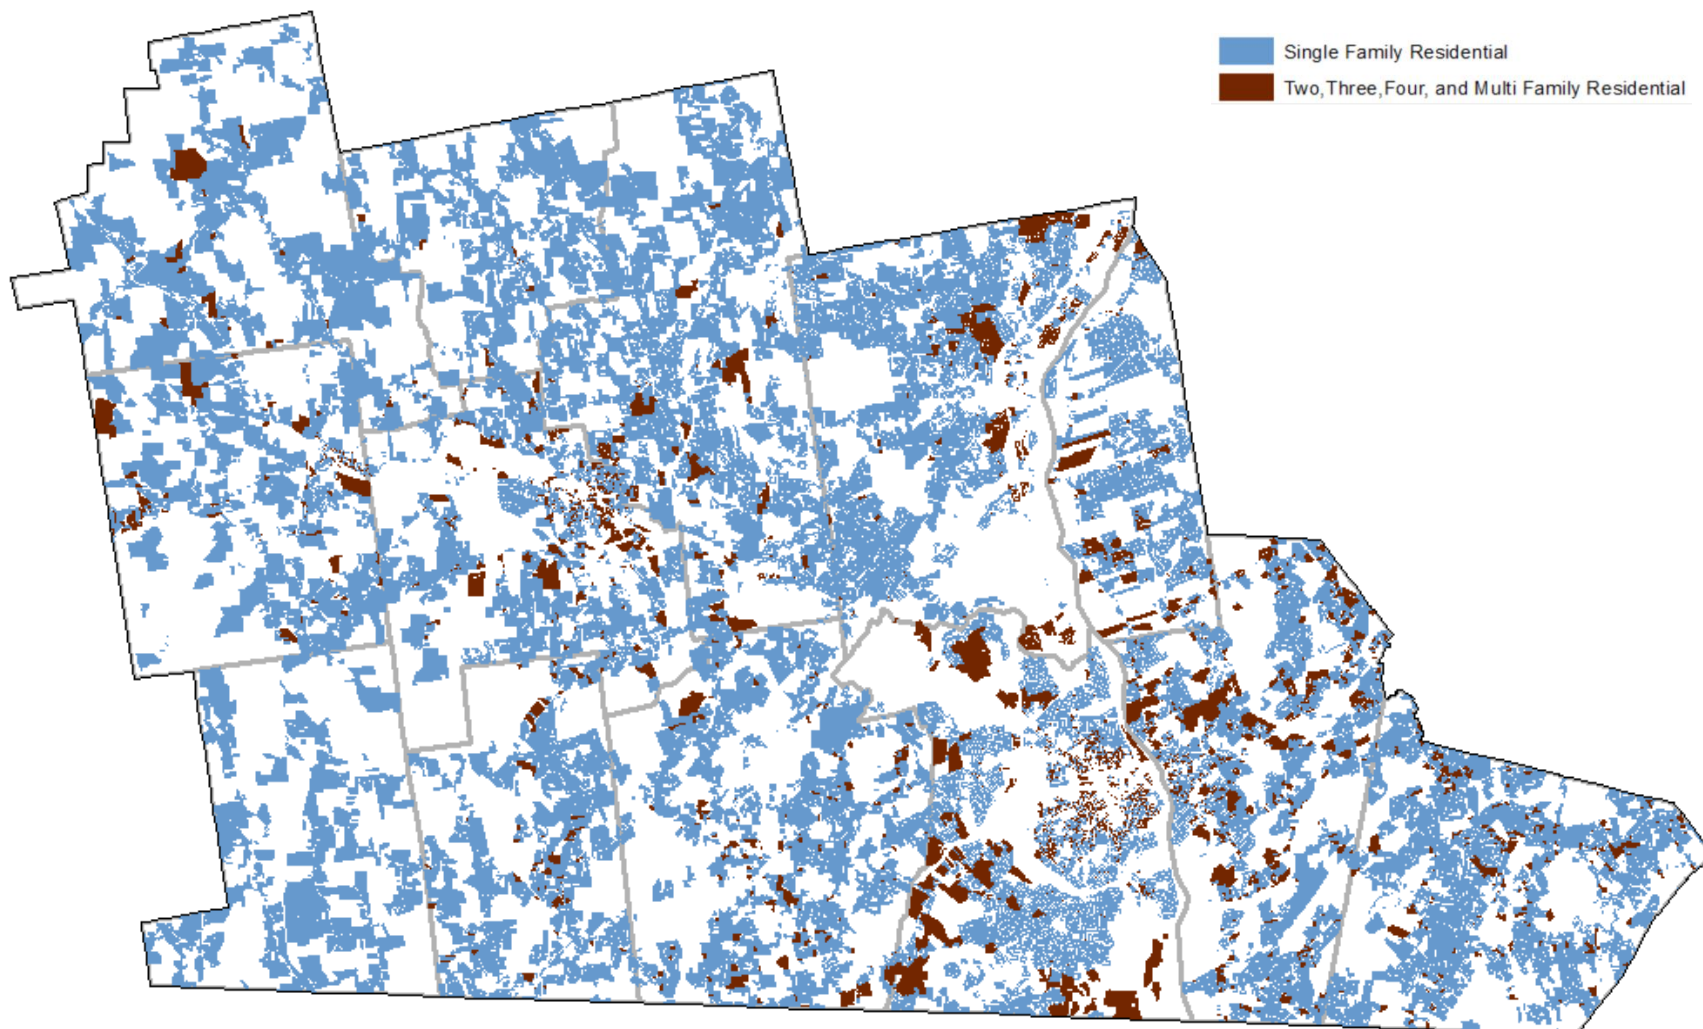 Single Family Residential
Two,Three,Four, and Multi Family Residential